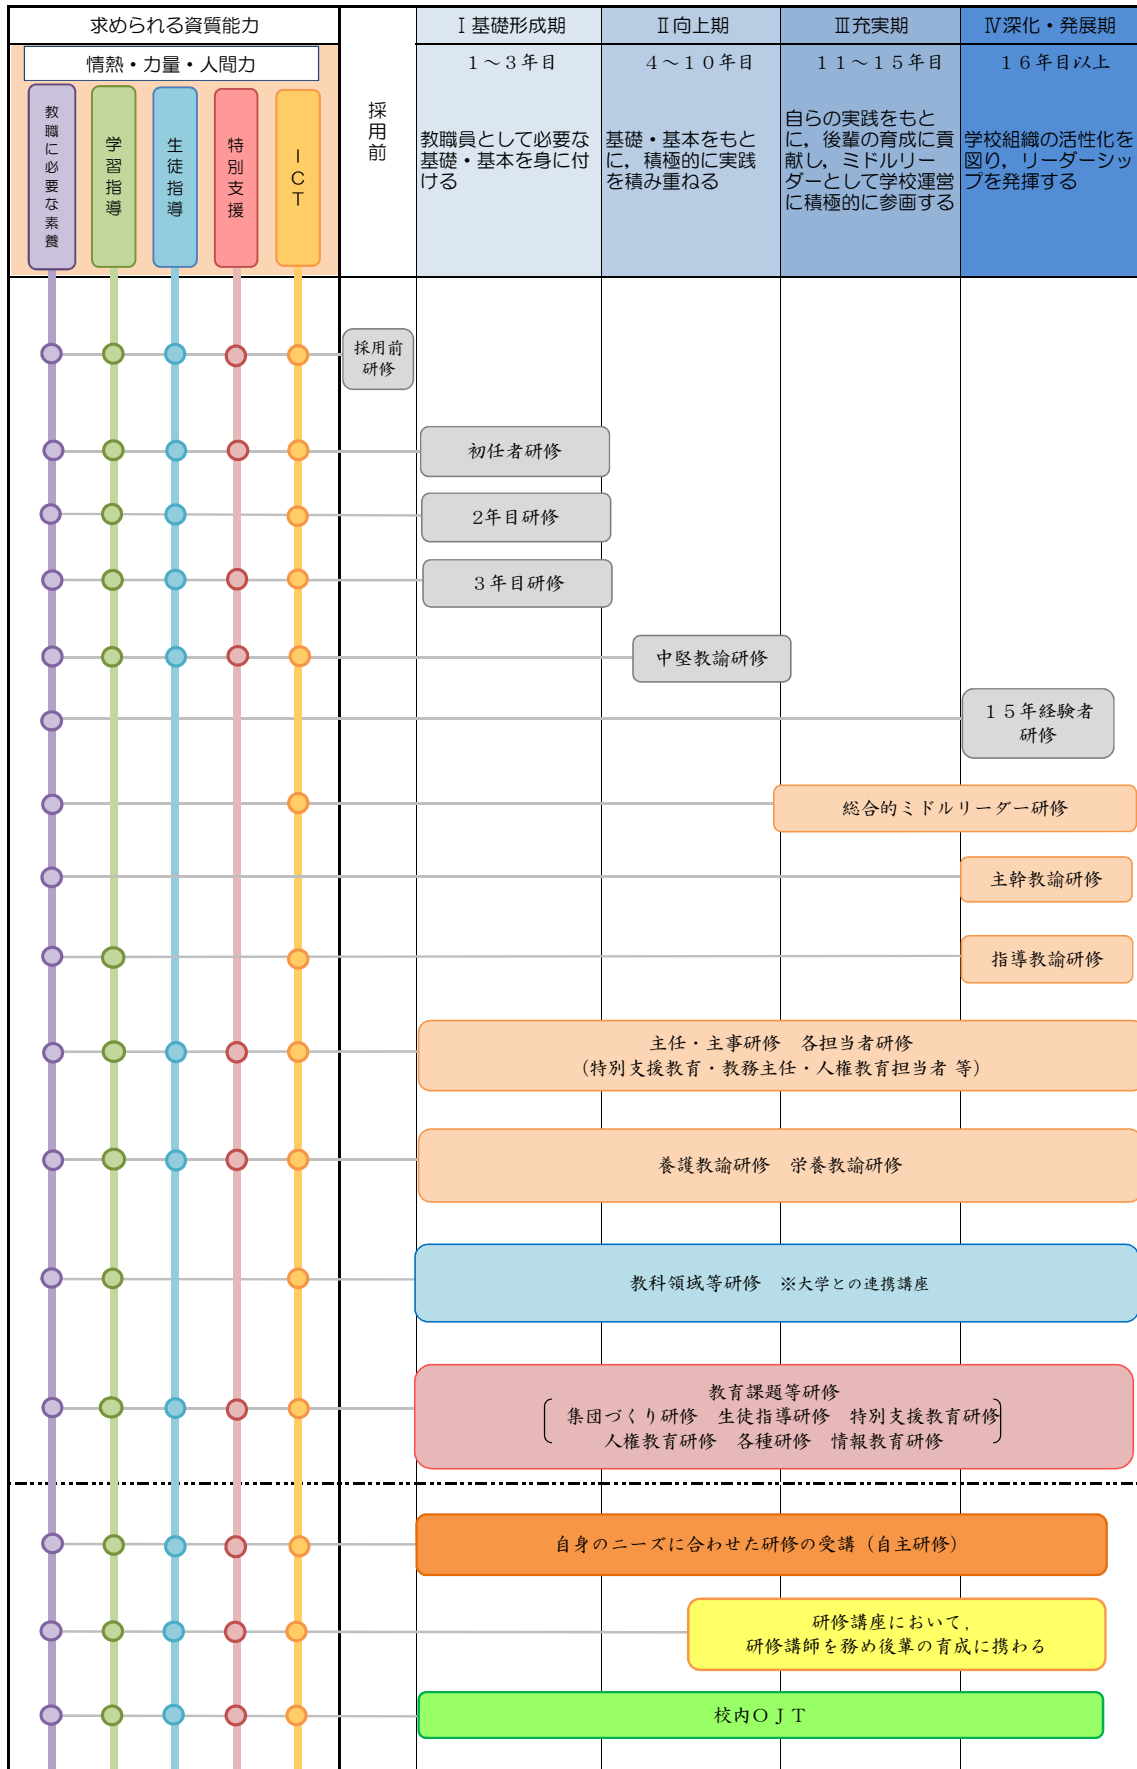 求められる資質能力
情熱・力量・人間力
教職に必要な素養
学習指導
生徒指導
特別支援
ＩＣＴ
採用前
Ⅰ基礎形成期
１～３年目
教職員として必要な
基礎・基本を身に付
ける
Ⅱ向上期
４～１０年目
基礎・基本をもと
に，積極的に実践
を積み重ねる
Ⅲ充実期
１１～１５年目
自らの実践をもと
に，後輩の育成に貢
献し，ミドルリー
ダーとして学校運営
に積極的に参画する
Ⅳ深化・発展期
１６年目以上
学校組織の活性化を
図り，リーダーシッ
プを発揮する
採用前
研修
初任者研修
2年目研修
３年目研修
中堅教諭研修
１５年経験者
研修
総合的ミドルリーダー研修
主幹教諭研修
指導教諭研修
主任・主事研修　各担当者研修
（特別支援教育・教務主任・人権教育担当者 等）
養護教諭研修　栄養教諭研修
教科領域等研修　※大学との連携講座
教育課題等研修
集団づくり研修　生徒指導研修　特別支援教育研修
人権教育研修　各種研修　情報教育研修
自身のニーズに合わせた研修の受講（自主研修）
研修講座において，
研修講師を務め後輩の育成に携わる
校内ＯＪＴ